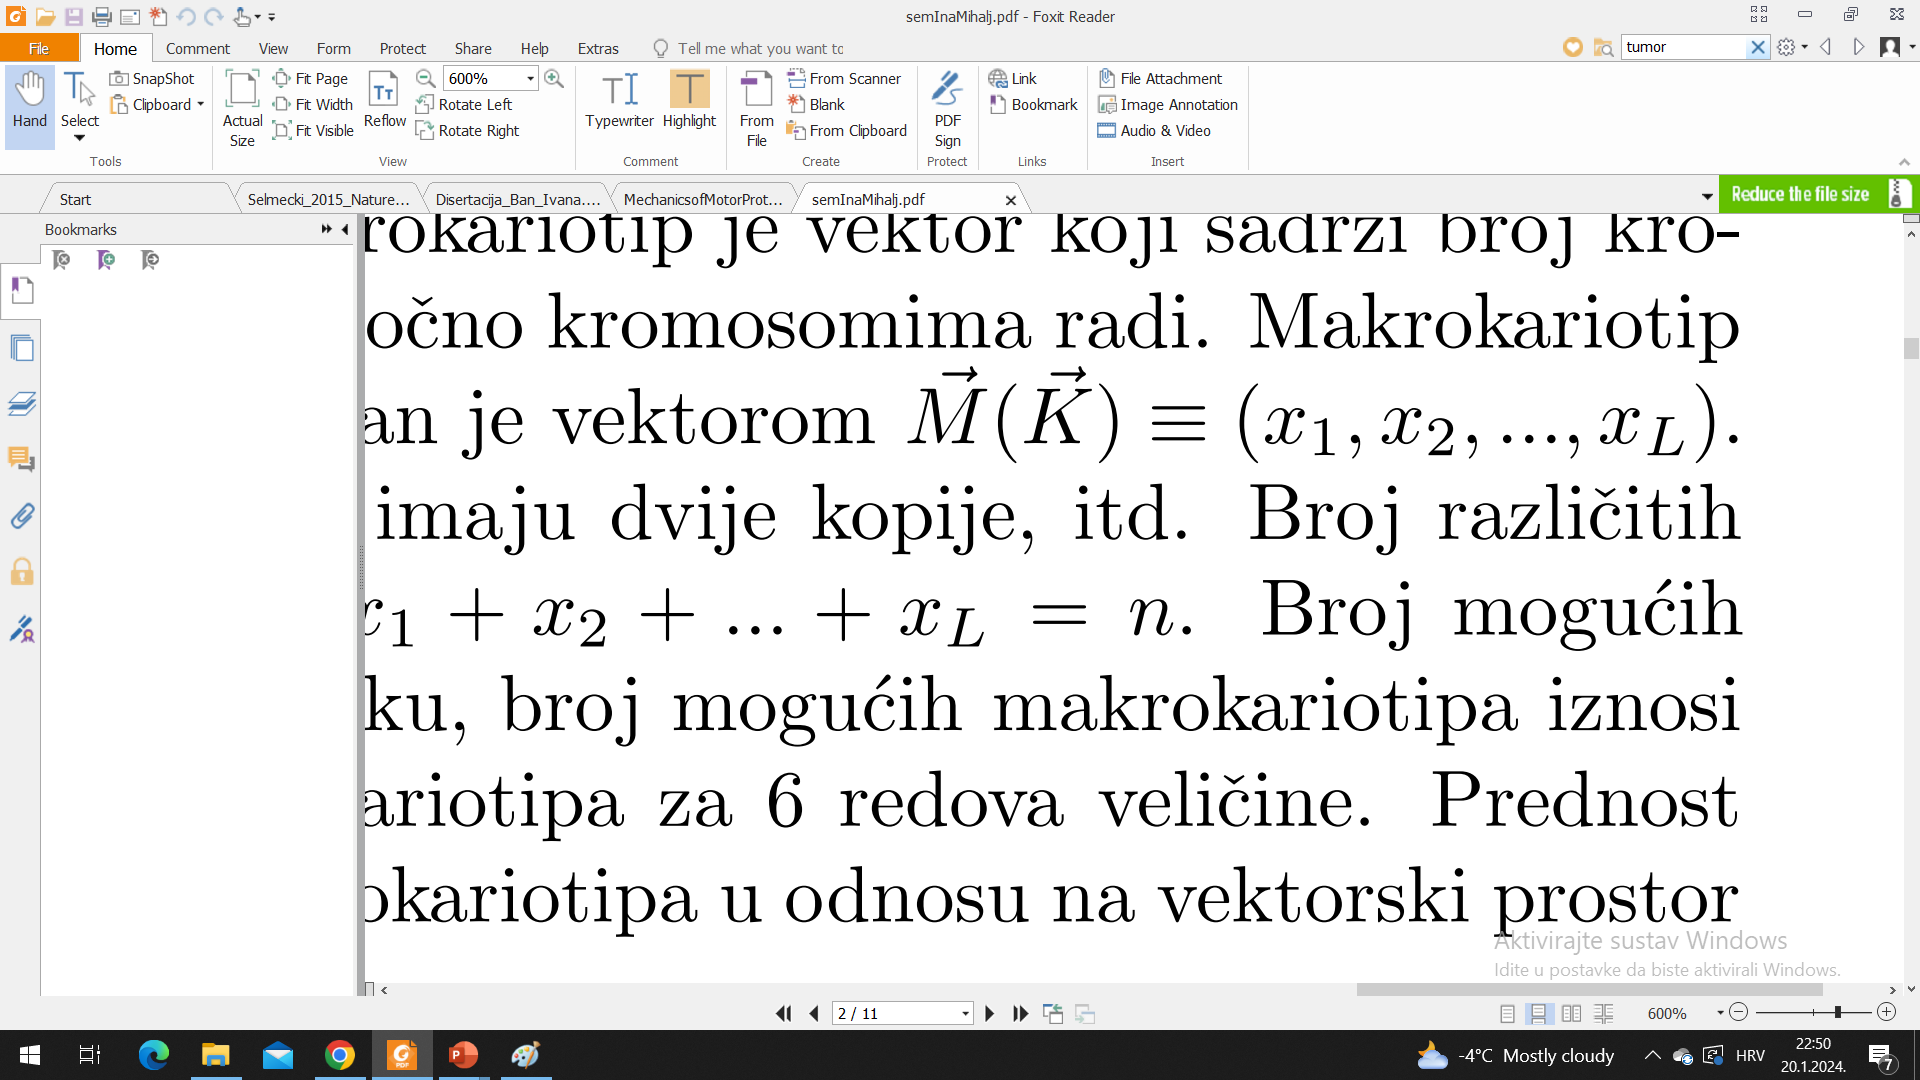 semInaMihalj.pdf - Foxit Reader
File Home Comment View Form Protect Share Help Extras Tell me what you want to tumor
Hand Select SnapShot Clipboard Tools
Actual Size Fit Page Fit Width Fit Visible Reflow 600% Rotate Left Rotate Right View
Typewriter Highlight Comment
From File From Scanner Blank From Clipboard Create
PDF Sign Protect
Link Bookmark Links
File Attachment Image Annotation Audio & Video Insert
Start Selmecki_2015_Nature... Disertacija_Ban_Ivana.... MechanicsofMotorProt... semInaMihalj.pdf Reduce the file size
Bookmarks
rokariotip je vektor koji sadrži broj kro-
očno kromosomima radi. Makrokariotip
an je vektorom M⃗(K⃗) ≡ (x₁, x₂, ..., x_L).
imaju dvije kopije, itd. Broj različitih
x₁ + x₂ + ... + x_L = n. Broj mogućih
ku, broj mogućih makrokariotipa iznosi
ariotipa za 6 redova veličine. Prednost
okariotipa u odnosu na vektorski prostor
Aktivirajte sustav Windows
Idite u postavke da biste aktivirali Windows.
2 / 11 600%
-4°C Mostly cloudy HRV 22:50
20.1.2024. 7